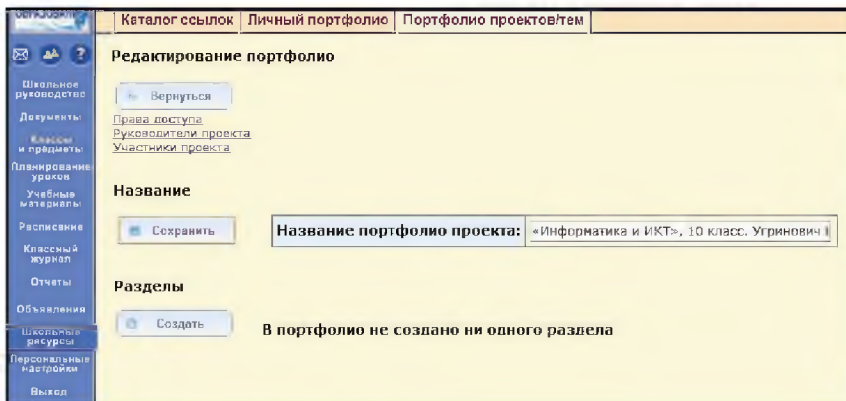 Каталог ссылок Личный портфолио Портфолио проектов/тем
Редактирование портфолио
Школьное
руководство
Вернуться
Документы
Права доступа
Классы
и предметы
Руководители проекта
Участники проекта
Планирование
уроков
Учебные
материалы
Название
Расписание
Сохранить
Название портфолио проекта: «Информатика и ИКТ», 10 класс. Угринович
Классный
журнал
Отчеты
Разделы
Объявления
Создать
В портфолио не создано ни одного раздела
Школьные
ресурсы
Персональные
настройки
Выход